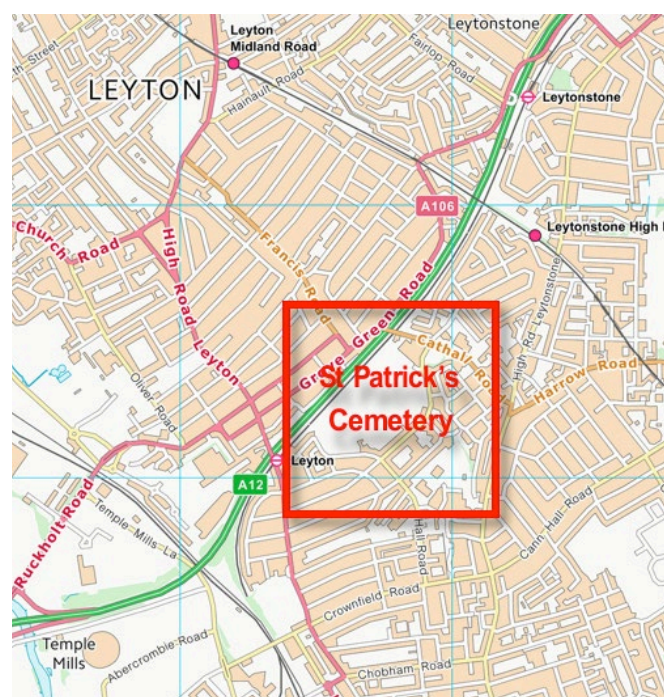 Leyton
Midland Road
Leytonstone
LEYTON
Fairlop Road
Hainault Road
Leytonstone
A106
Leytonstone High
Church Road
High Road Leyton
Francis Road
Grove Green Road
Cathall Road
High Rd Leytonstone
Harrow Road
St Patrick's
Cemetery
Oliver Road
Leyton
A12
Ruckholt Road
Temple Mills La
Hall Road
Cann Hall Road
Crownfield Road
Temple
Mills
Abercrombie Road
Chobham Road